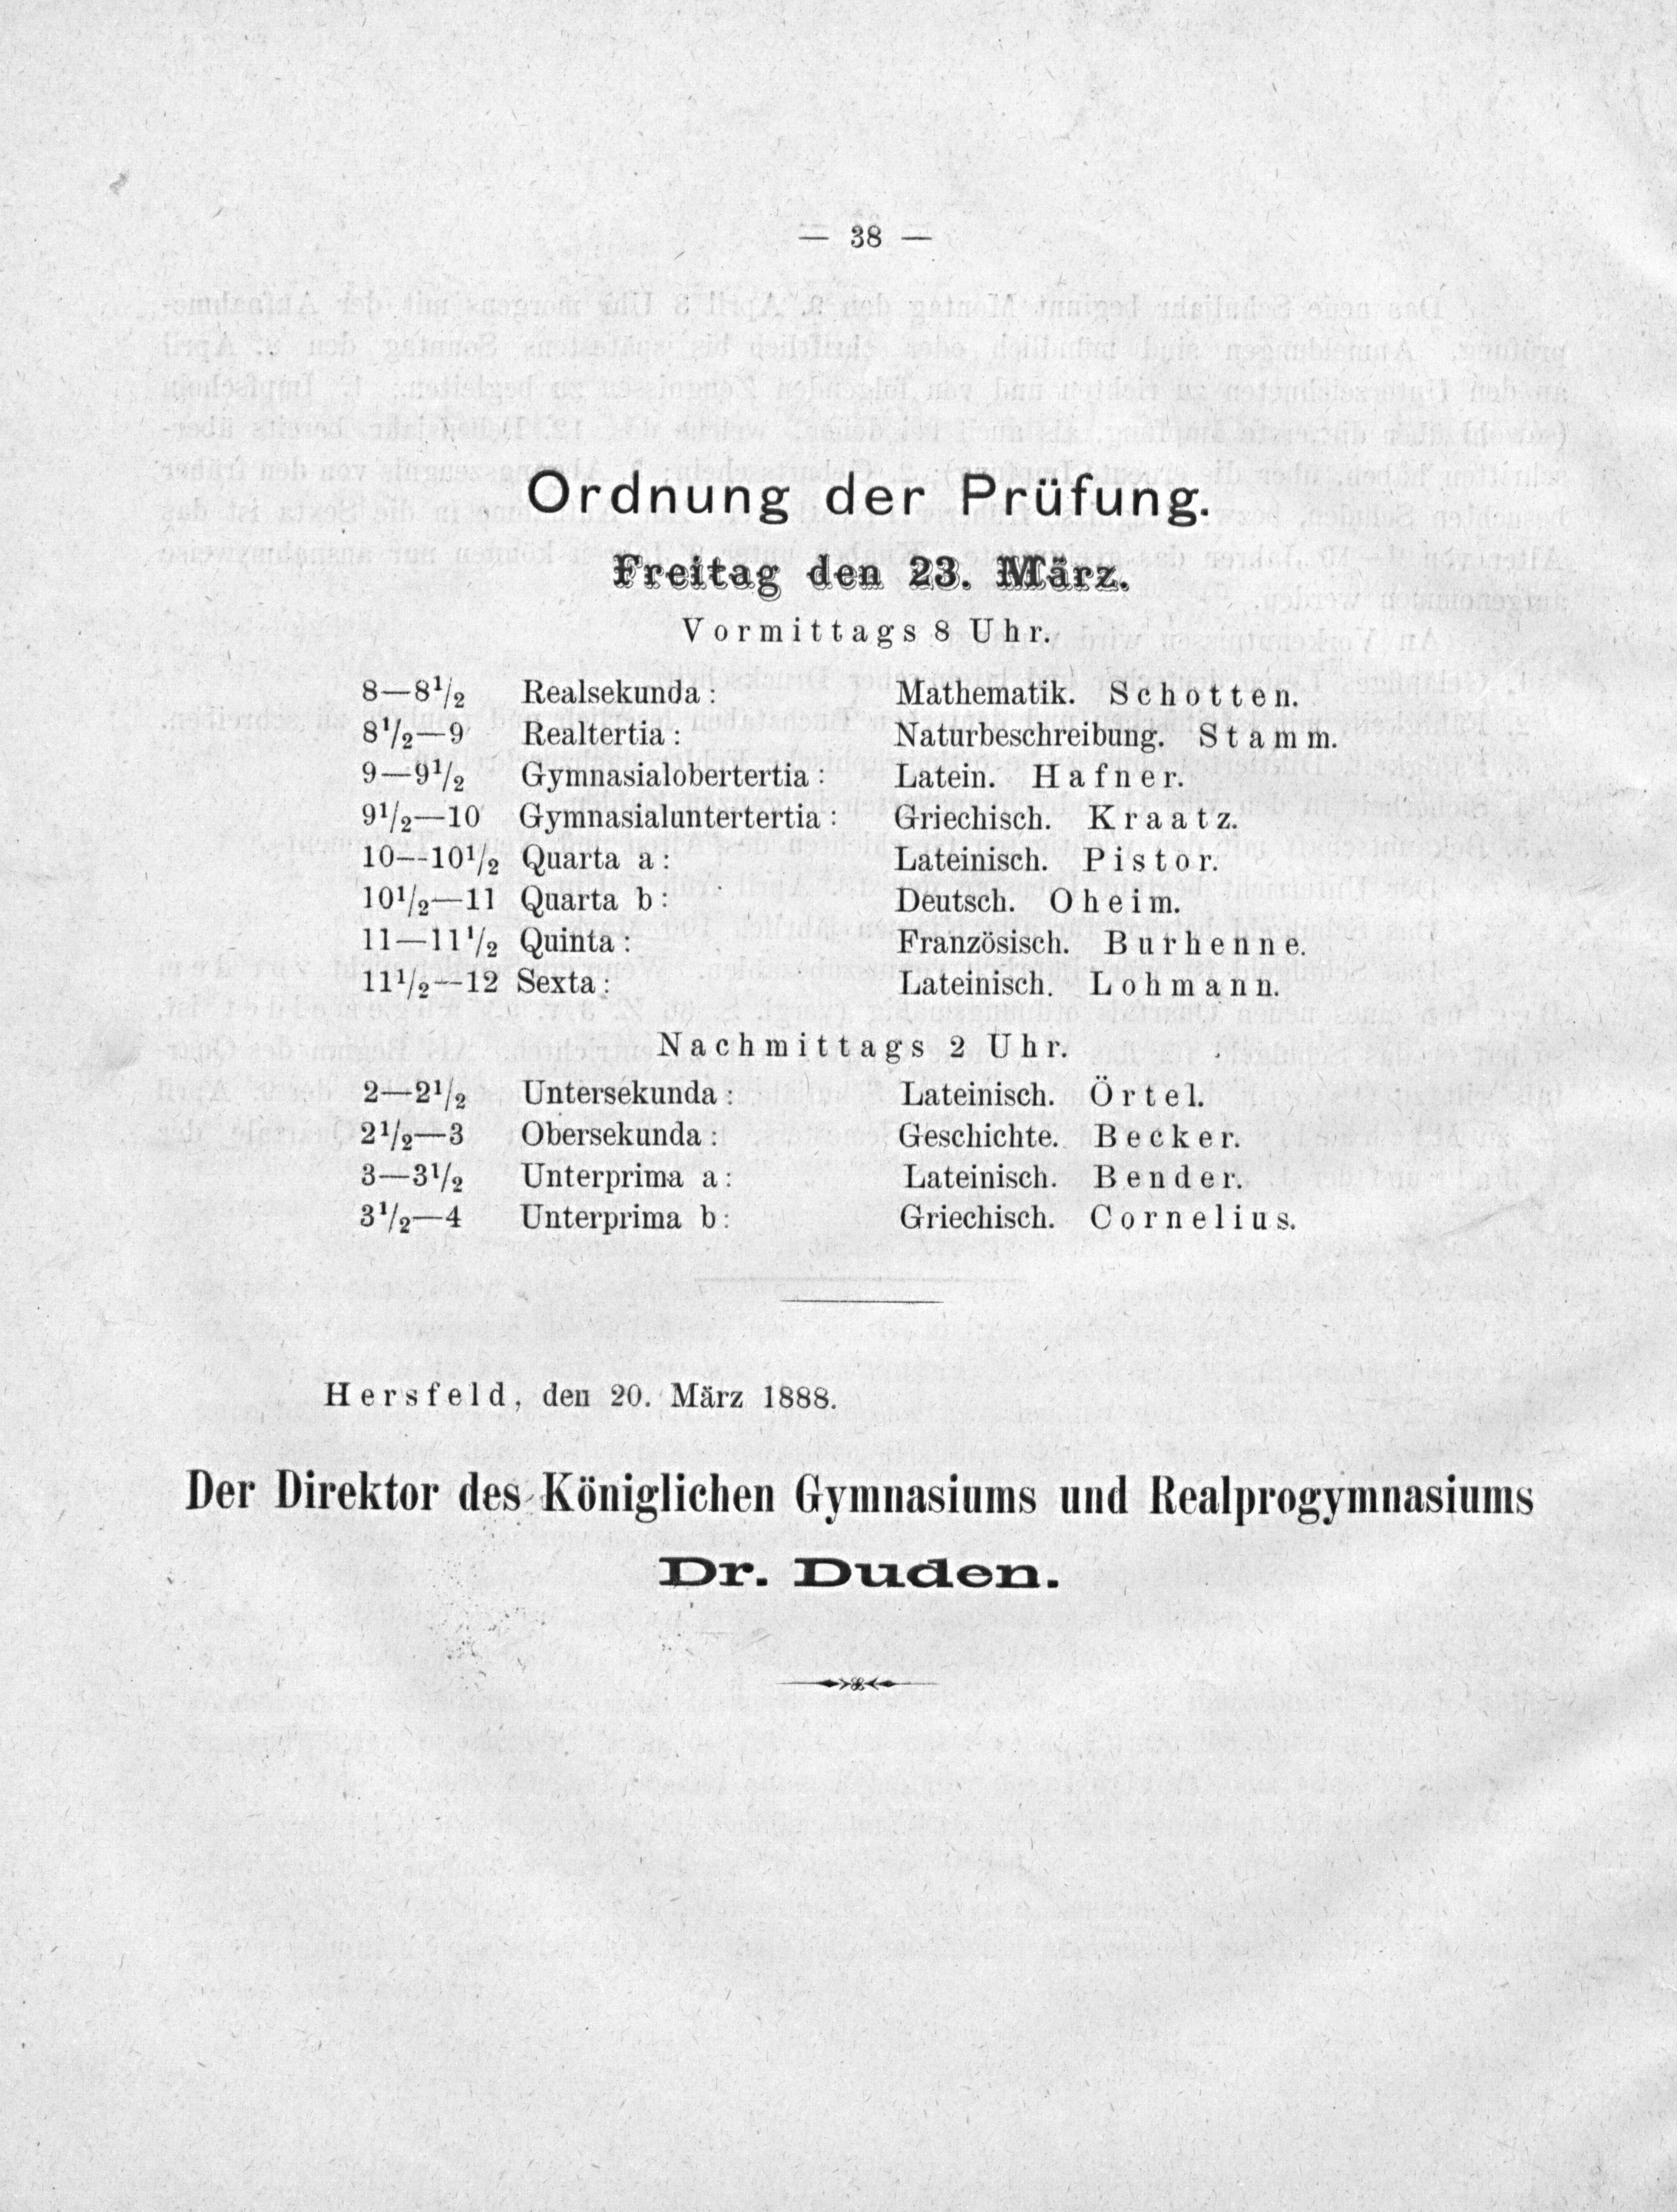 — 38 —
Ordnung der Prüfung.
Freitag den 23. März.
Vormittags 8 Uhr.
8—8½ Realsekunda: Mathematik. Schotten.
8½—9 Realtertia: Naturbeschreibung. Stamm.
9—9½ Gymnasialobertertia: Latein. Hafner.
9½—10 Gymnasialuntertertia: Griechisch. Kraatz.
10—10½ Quarta a: Lateinisch. Pistor.
10½—11 Quarta b: Deutsch. Oheim.
11—11½ Quinta: Französisch. Burhenne.
11½—12 Sexta: Lateinisch. Lohmann.
Nachmittags 2 Uhr.
2—2½ Untersekunda: Lateinisch. Örtel.
2½—3 Obersekunda: Geschichte. Becker.
3—3½ Unterprima a: Lateinisch. Bender.
3½—4 Unterprima b: Griechisch. Cornelius.
Hersfeld, den 20. März 1888.
Der Direktor des Königlichen Gymnasiums und Realprogymnasiums
Dr. Duden.